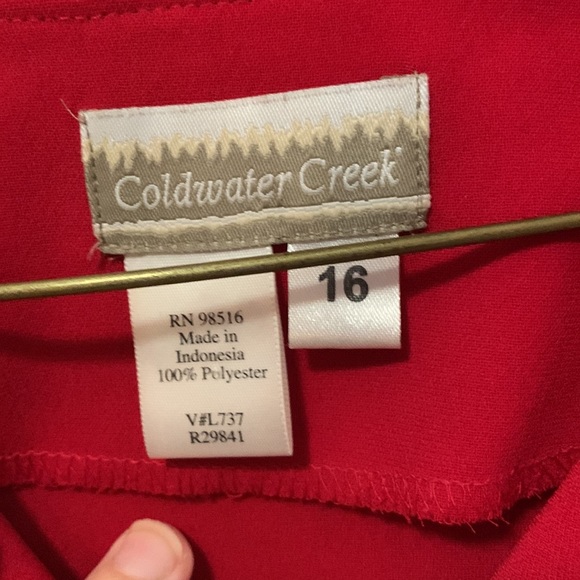 Coldwater Creek
16
RN 98516
Made in
Indonesia
100% Polyester
V#L737
R29841